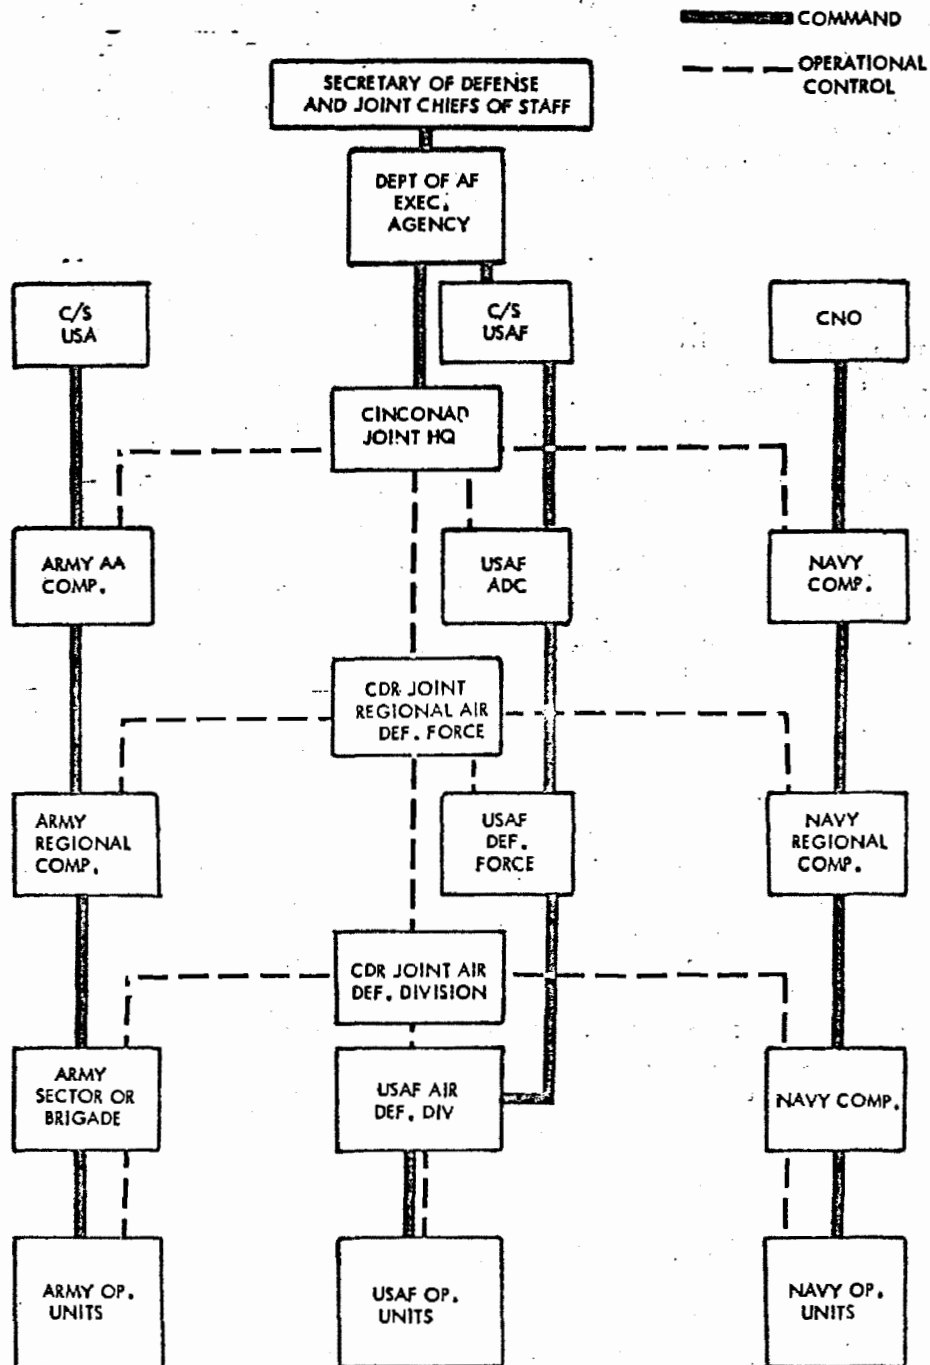 COMMAND
OPERATIONAL
CONTROL
SECRETARY OF DEFENSE
AND JOINT CHIEFS OF STAFF
DEPT OF AF
EXEC.
AGENCY
C/S
USA
C/S
USAF
CNO
CINCONAD
JOINT HQ
ARMY AA
COMP.
USAF
ADC
NAVY
COMP.
CDR JOINT
REGIONAL AIR
DEF. FORCE
ARMY
REGIONAL
COMP.
USAF
DEF.
FORCE
NAVY
REGIONAL
COMP.
CDR JOINT AIR
DEF. DIVISION
ARMY
SECTOR OR
BRIGADE
USAF AIR
DEF. DIV
NAVY COMP.
ARMY OP.
UNITS
USAF OP.
UNITS
NAVY OP.
UNITS